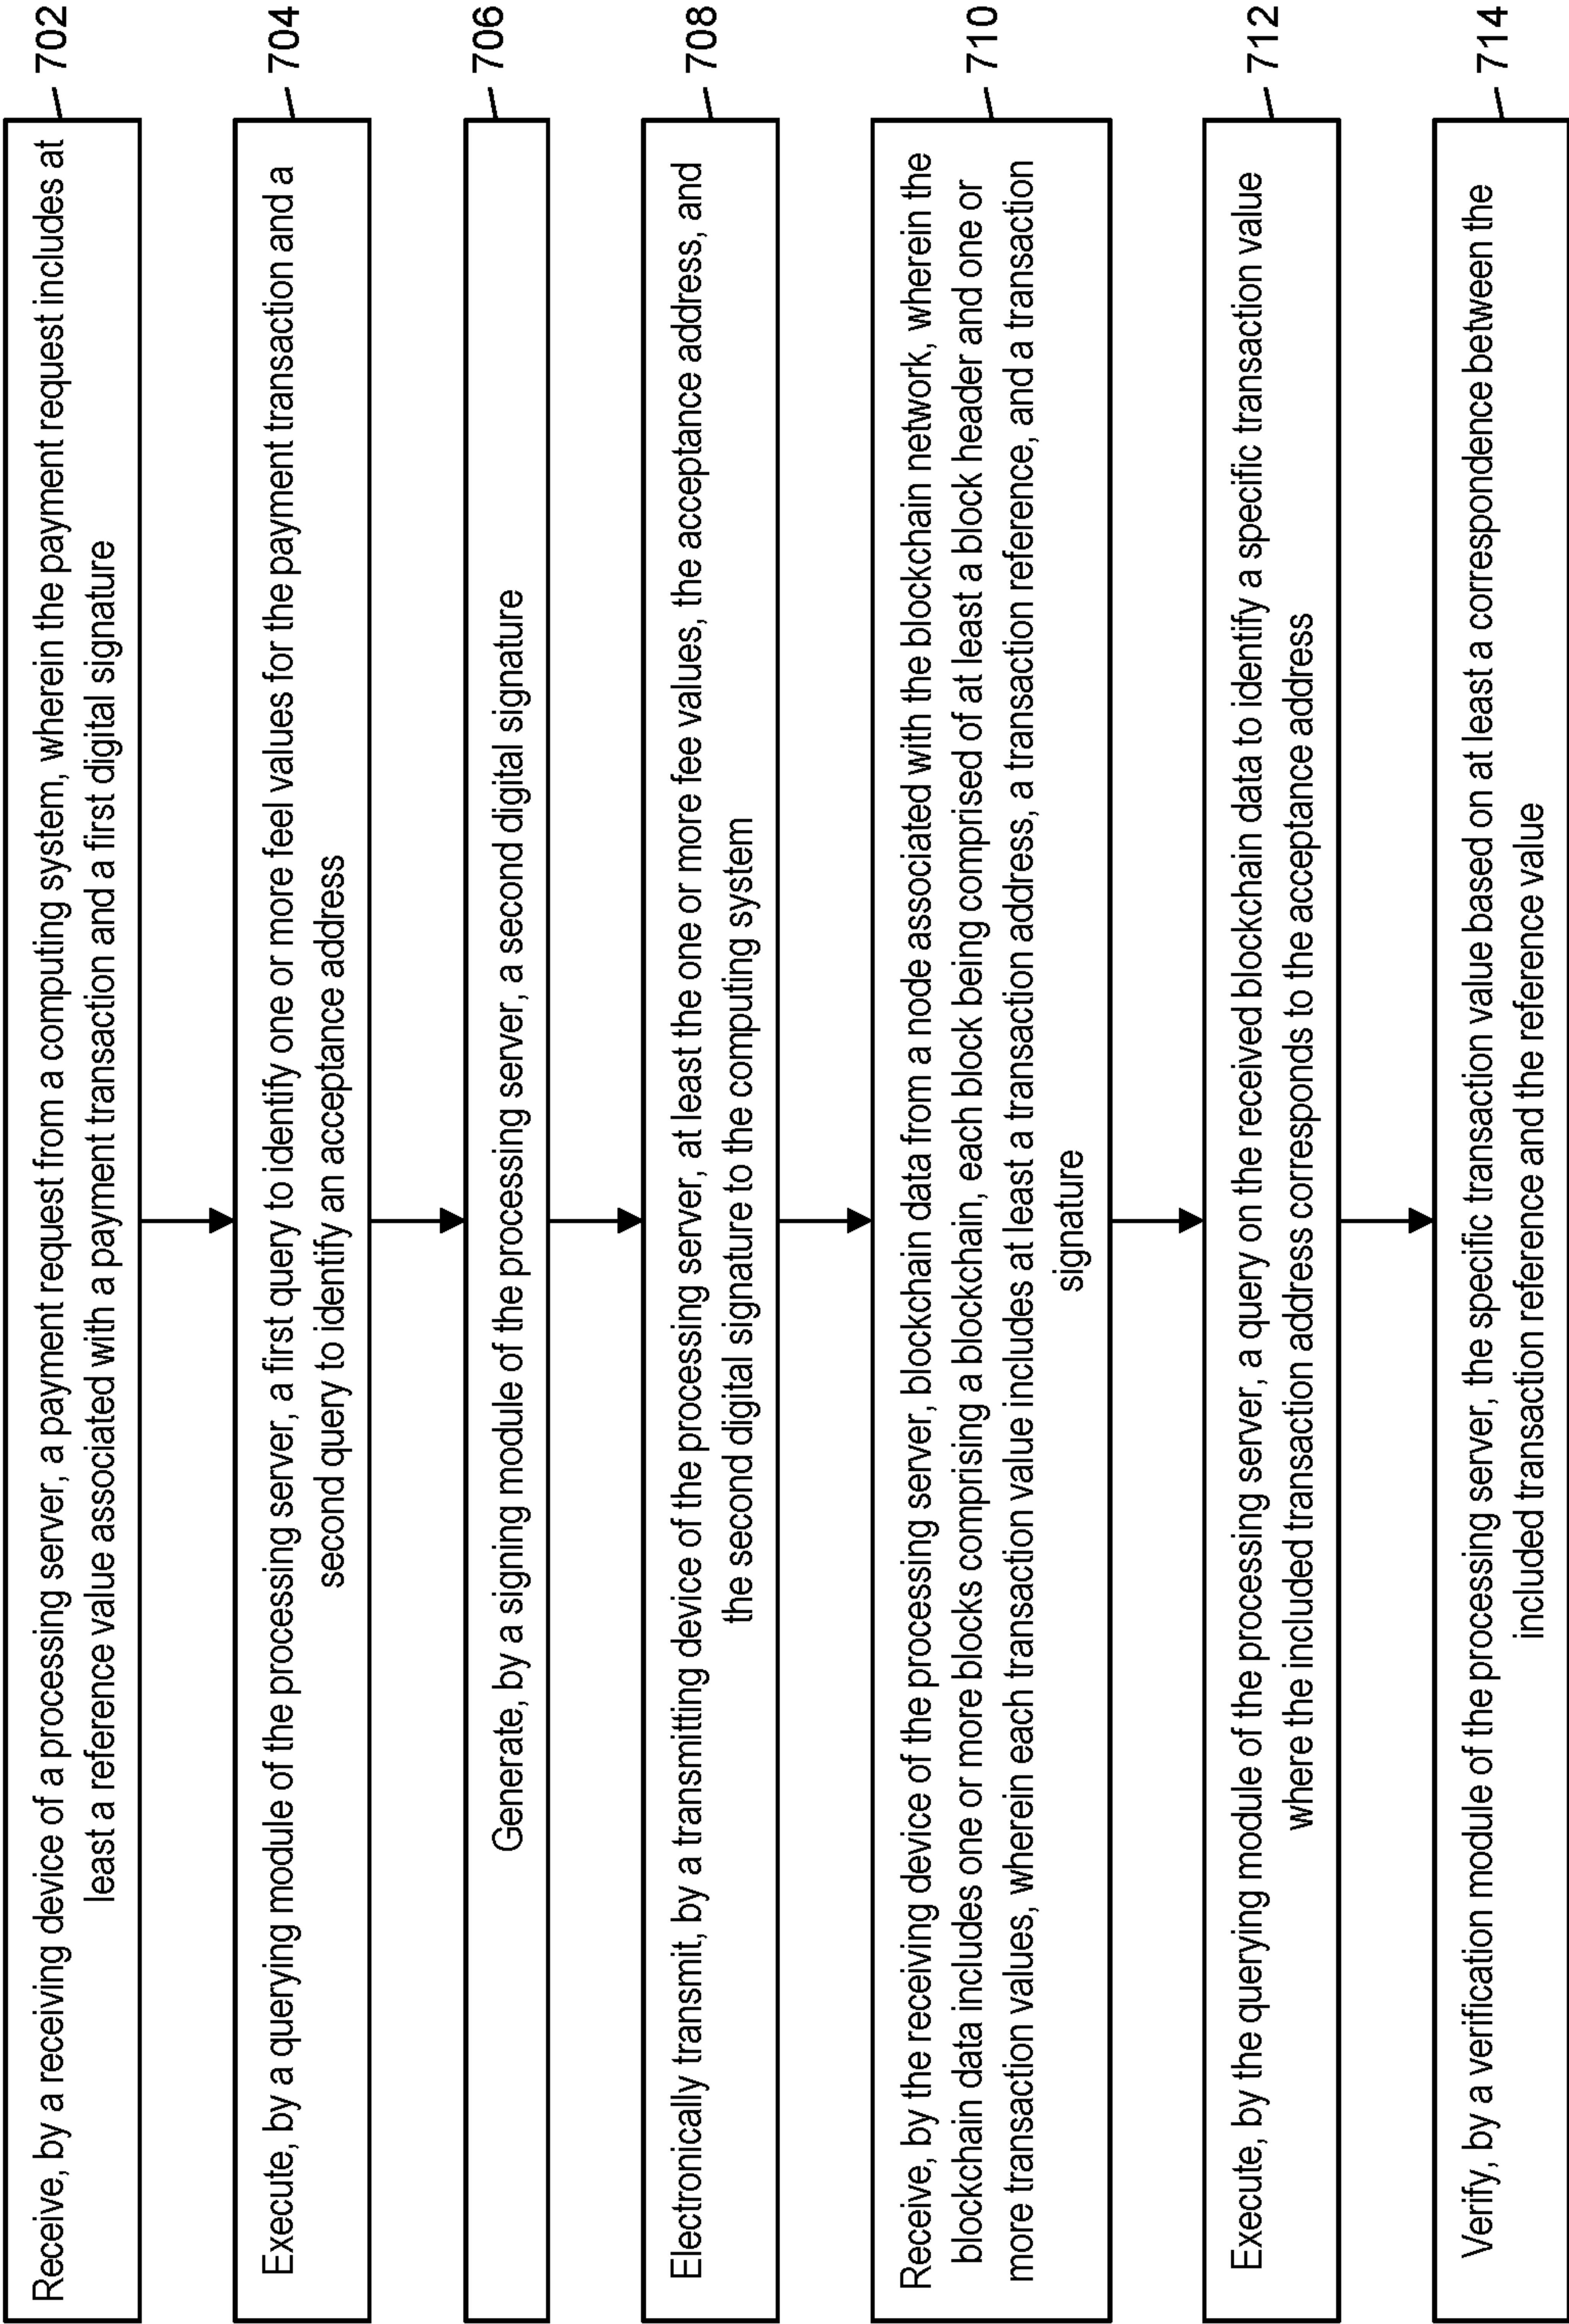 Receive, by a receiving device of a processing server, a payment request from a computing system, wherein the payment request includes at
least a reference value associated with a payment transaction and a first digital signature
702
Execute, by a querying module of the processing server, a first query to identify one or more feel values for the payment transaction and a
second query to identify an acceptance address
704
Generate, by a signing module of the processing server, a second digital signature
706
Electronically transmit, by a transmitting device of the processing server, at least the one or more fee values, the acceptance address, and
the second digital signature to the computing system
708
Receive, by the receiving device of the processing server, blockchain data from a node associated with the blockchain network, wherein the
blockchain data includes one or more blocks comprising a blockchain, each block being comprised of at least a block header and one or
more transaction values, wherein each transaction value includes at least a transaction address, a transaction reference, and a transaction
signature
710
Execute, by the querying module of the processing server, a query on the received blockchain data to identify a specific transaction value
where the included transaction address corresponds to the acceptance address
712
Verify, by a verification module of the processing server, the specific transaction value based on at least a correspondence between the
included transaction reference and the reference value
714